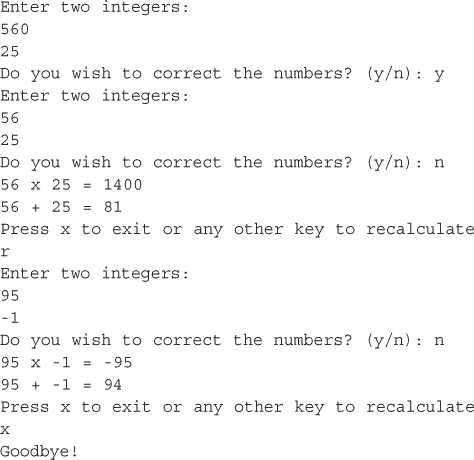 Enter two integers:
560
25
Do you wish to correct the numbers? (y/n): y
Enter two integers:
56
25
Do you wish to correct the numbers? (y/n): n
56 x 25 = 1400
56 + 25 = 81
Press x to exit or any other key to recalculate
r
Enter two integers:
95
-1
Do you wish to correct the numbers? (y/n): n
95 x -1 = -95
95 + -1 = 94
Press x to exit or any other key to recalculate
x
Goodbye!